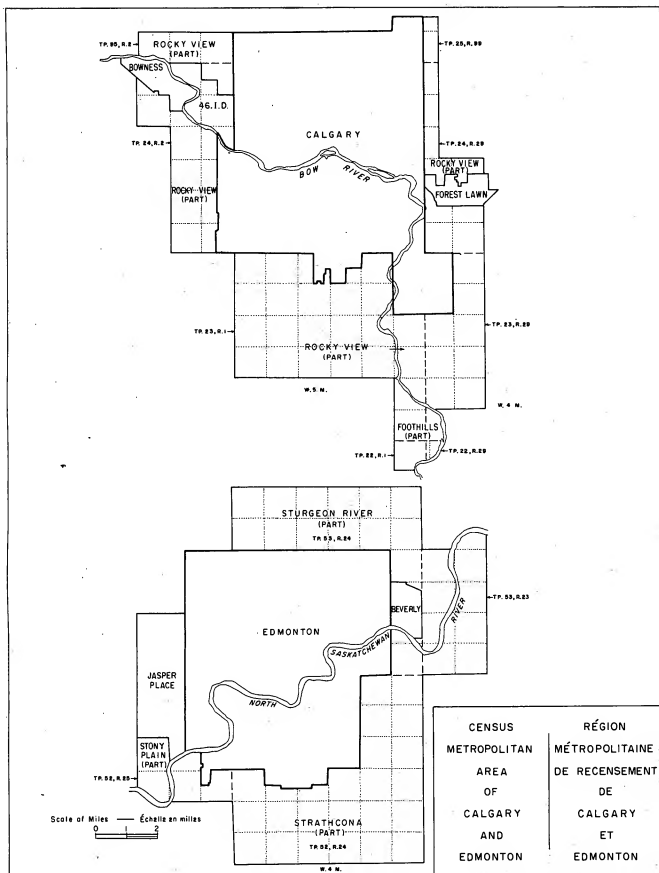 TP. 25, R.2
ROCKY VIEW
(PART)
TP. 25, R. 29
BOWNESS
46. I. D.
CALGARY
TP. 24, R.2
TP. 24, R. 29
BOW
RIVER
ROCKY VIEW
(PART)
FOREST LAWN
ROCKY VIEW
(PART)
TP. 23, R.1
ROCKY VIEW
(PART)
TP. 23, R. 29
W. 5 M.
W. 4 M.
FOOTHILLS
(PART)
TP. 22, R.1
TP. 22, R. 29
STURGEON RIVER
(PART)
TP. 53, R.24
TP. 53, R.23
BEVERLY
EDMONTON
RIVER
SASKATCHEWAN
JASPER
PLACE
NORTH
STONY
PLAIN
(PART)
TP. 52, R. 25
Scale of Miles — Échelle en milles
0 1 2
STRATHCONA
(PART)
TP. 52, R.24
W. 4 M.
CENSUS
METROPOLITAN
AREA
OF
CALGARY
AND
EDMONTON
RÉGION
MÉTROPOLITAINE
DE RECENSEMENT
DE
CALGARY
ET
EDMONTON